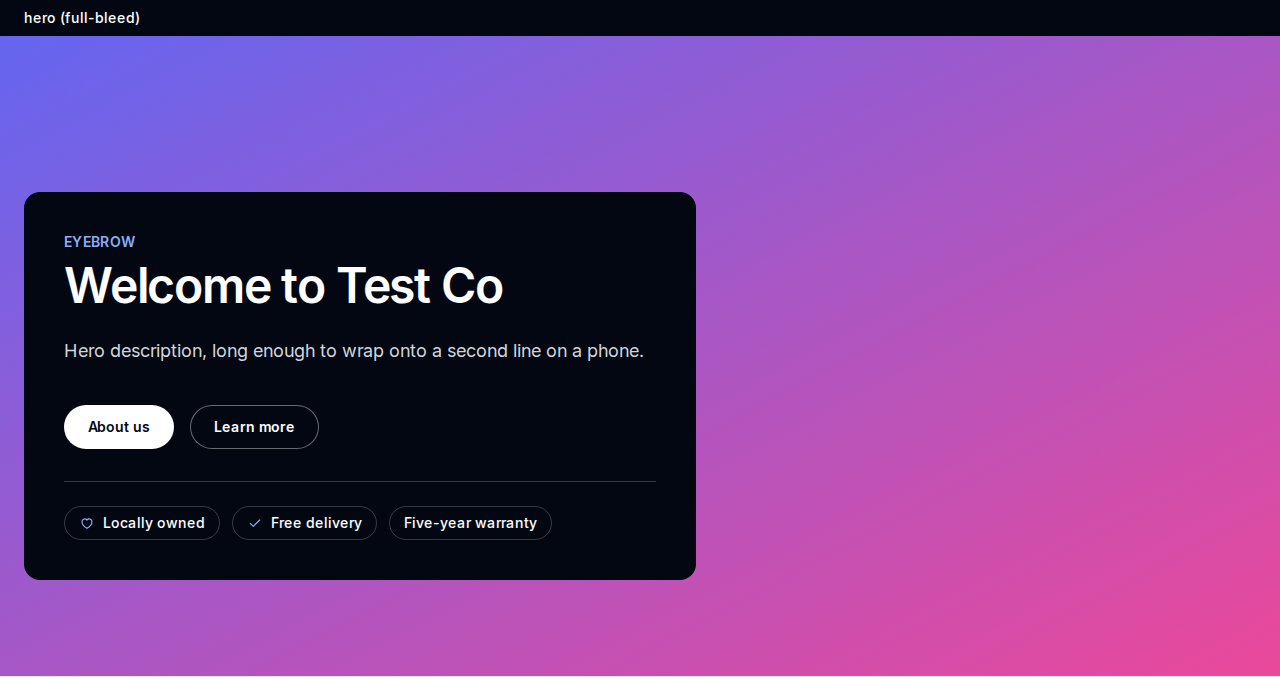 hero (full-bleed)
EYEBROW
Welcome to Test Co
Hero description, long enough to wrap onto a second line on a phone.
About us
Learn more
Locally owned
Free delivery
Five-year warranty